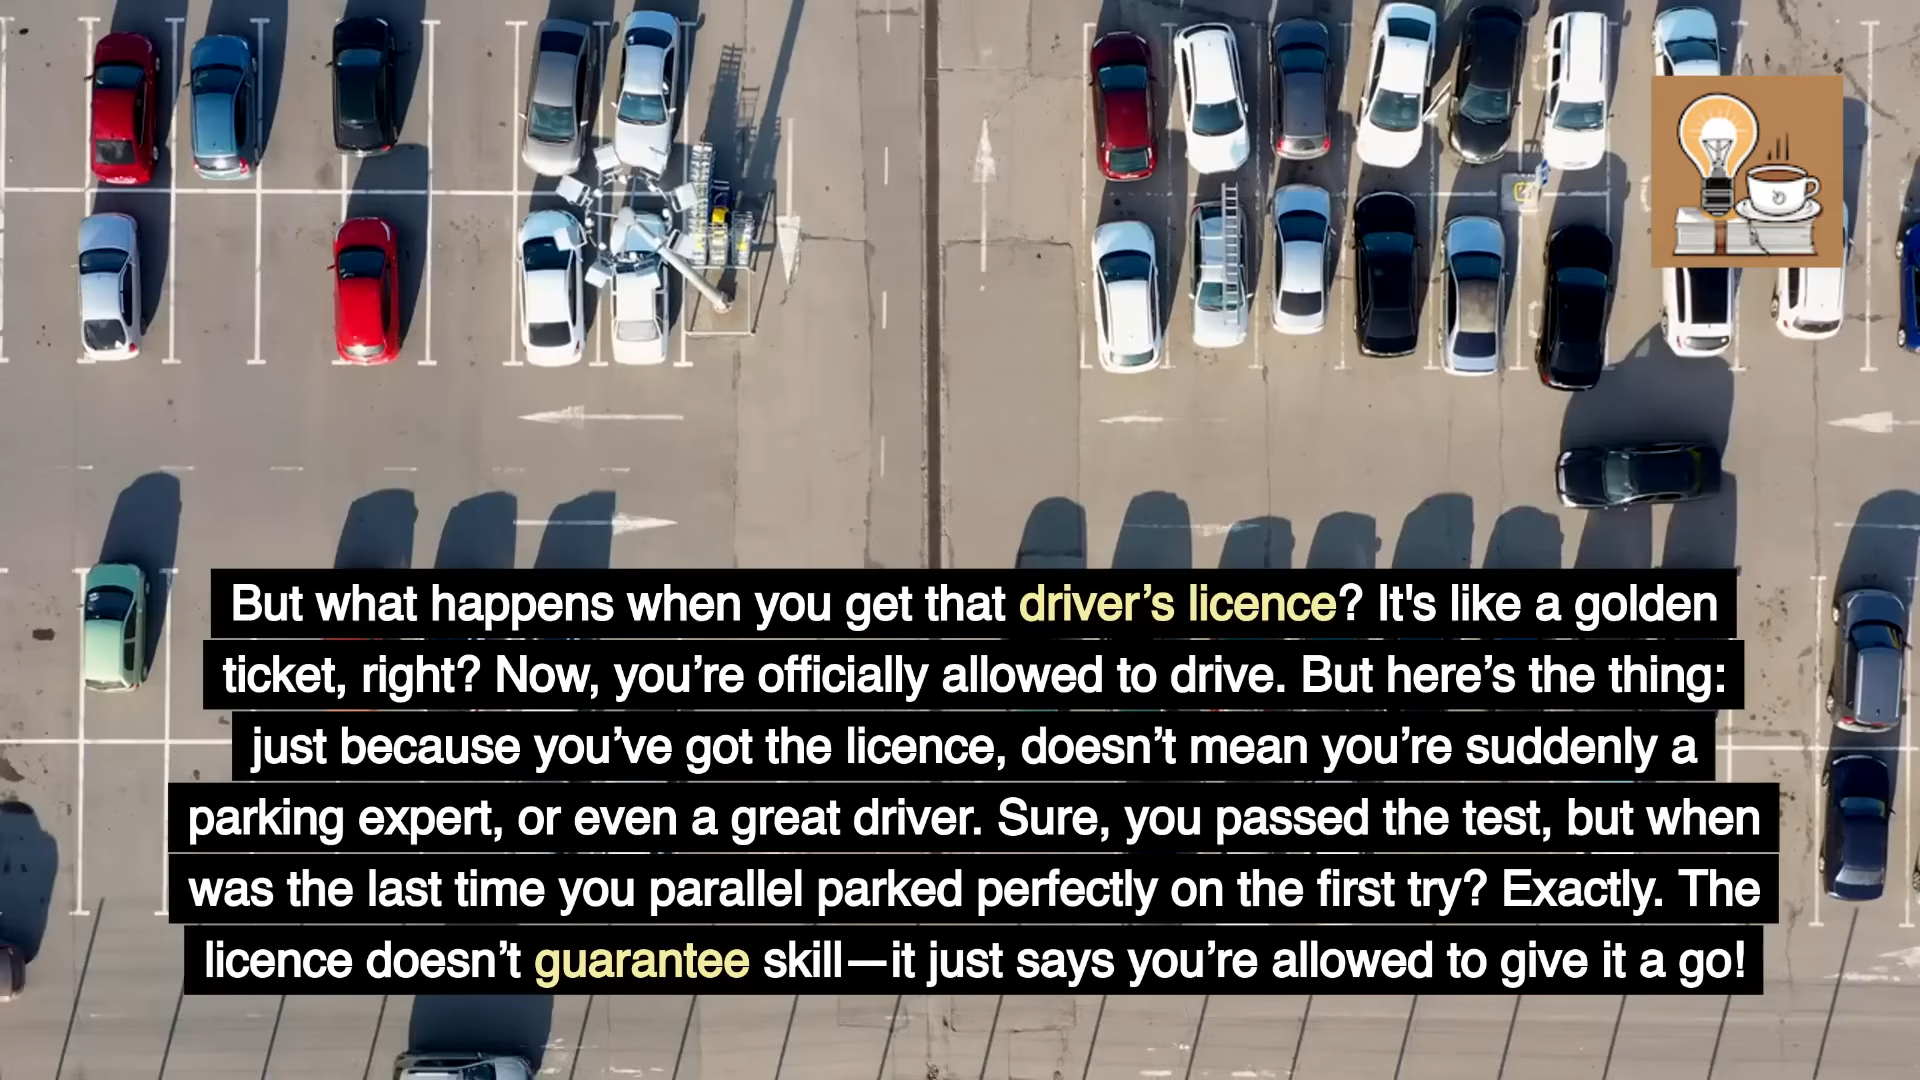 But what happens when you get that driver’s licence? It's like a golden
ticket, right? Now, you’re officially allowed to drive. But here’s the thing:
just because you’ve got the licence, doesn’t mean you’re suddenly a
parking expert, or even a great driver. Sure, you passed the test, but when
was the last time you parallel parked perfectly on the first try? Exactly. The
licence doesn’t guarantee skill—it just says you’re allowed to give it a go!